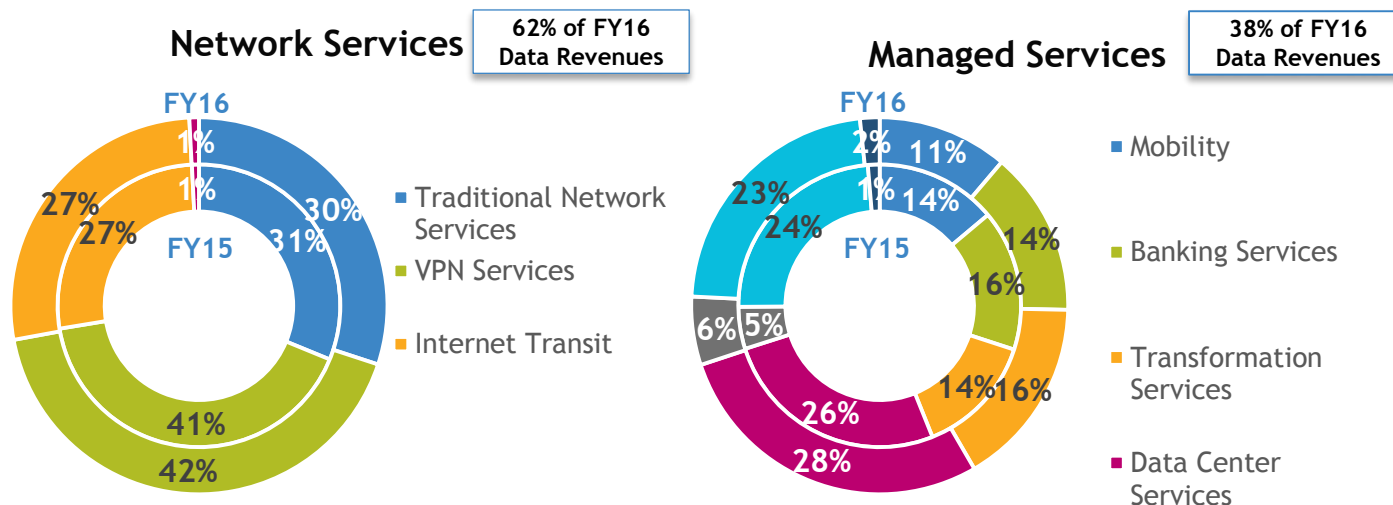 Network Services
62% of FY16
Data Revenues
FY16
1%
1%
27%
27%
30%
31%
FY15
41%
42%
Traditional Network
Services
VPN Services
Internet Transit
Managed Services
38% of FY16
Data Revenues
FY16
2%
11%
1%
14%
23%
24%
FY15
14%
16%
6%
5%
14%
16%
26%
28%
Mobility
Banking Services
Transformation
Services
Data Center
Services